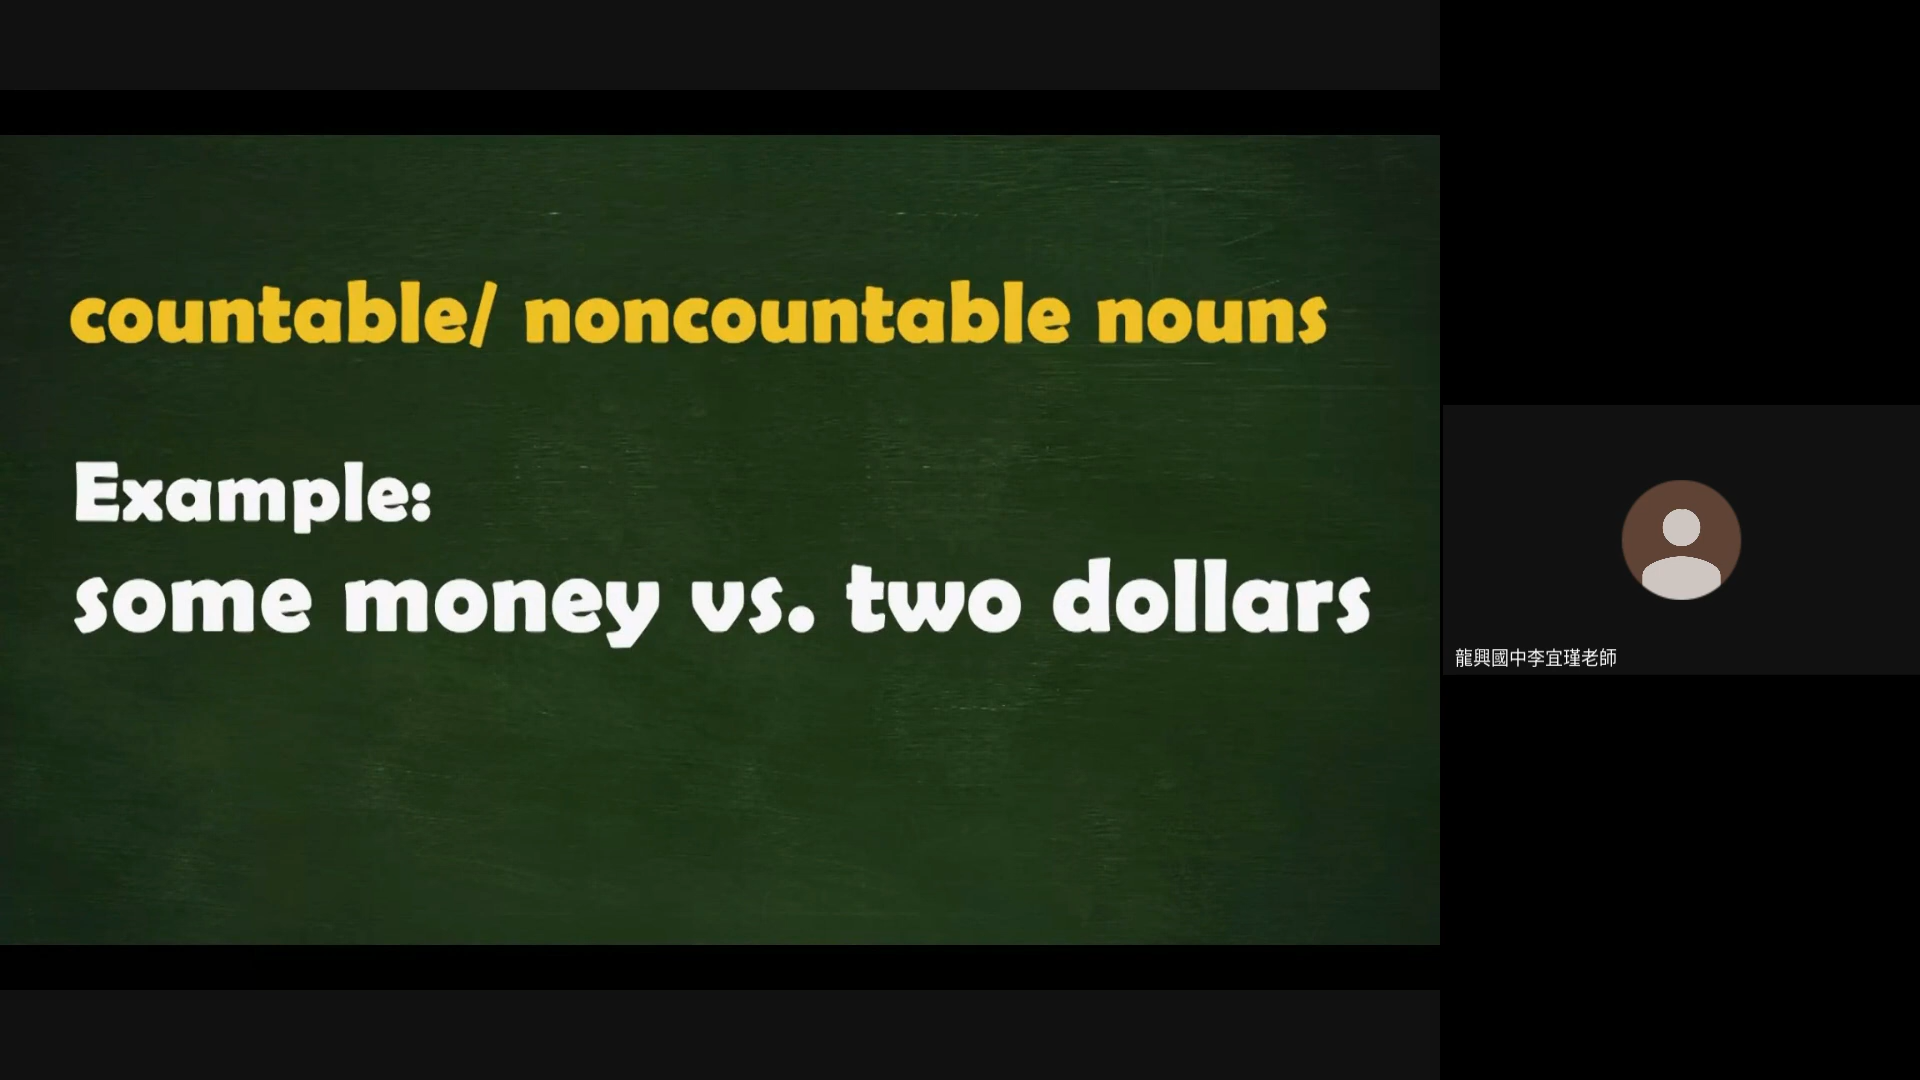 countable/ noncountable nouns
Example:
some money vs. two dollars
龍興國中李宜瑾老師